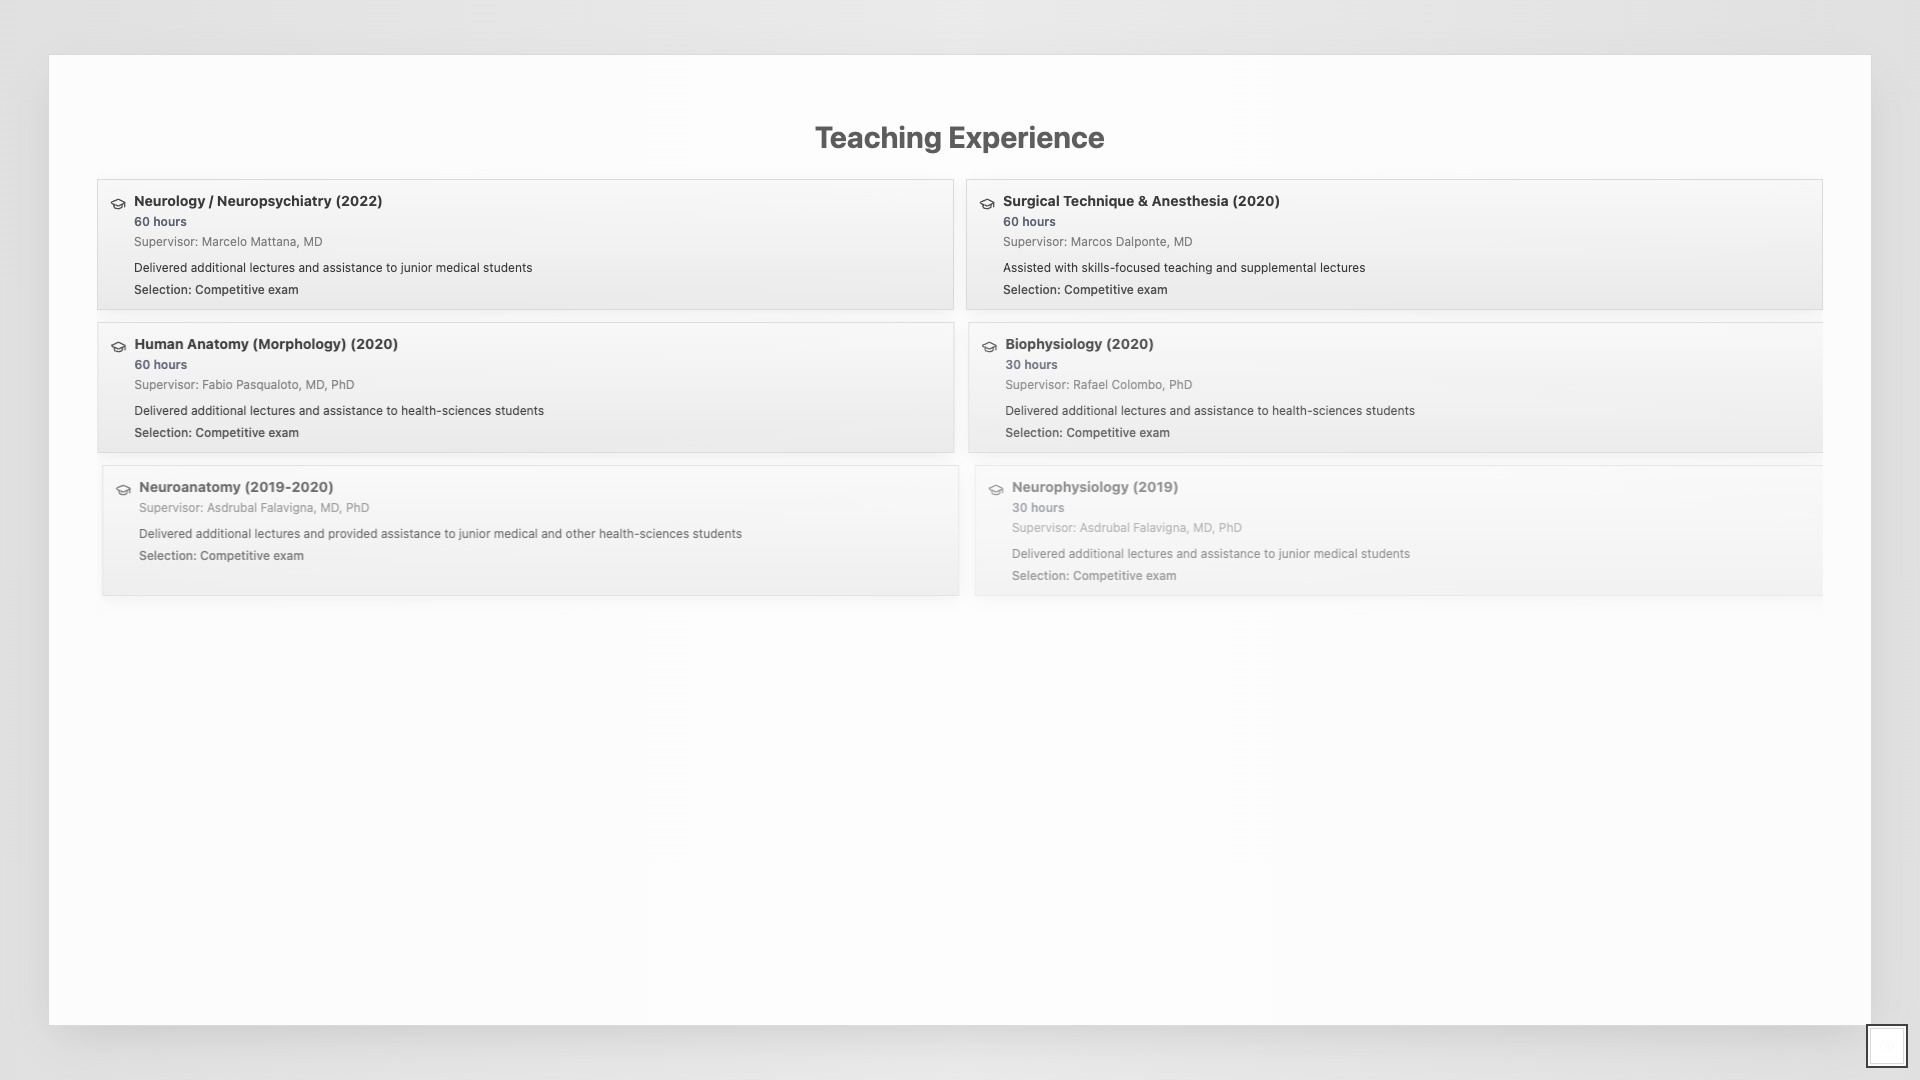 Teaching Experience
Neurology / Neuropsychiatry (2022)
60 hours
Supervisor: Marcelo Mattana, MD
Delivered additional lectures and assistance to junior medical students
Selection: Competitive exam
Surgical Technique & Anesthesia (2020)
60 hours
Supervisor: Marcos Dalponte, MD
Assisted with skills-focused teaching and supplemental lectures
Selection: Competitive exam
Human Anatomy (Morphology) (2020)
60 hours
Supervisor: Fabio Pasqualoto, MD, PhD
Delivered additional lectures and assistance to health-sciences students
Selection: Competitive exam
Biophysiology (2020)
30 hours
Supervisor: Rafael Colombo, PhD
Delivered additional lectures and assistance to health-sciences students
Selection: Competitive exam
Neuroanatomy (2019-2020)
Supervisor: Asdrubal Falavigna, MD, PhD
Delivered additional lectures and provided assistance to junior medical and other health-sciences students
Selection: Competitive exam
Neurophysiology (2019)
30 hours
Supervisor: Asdrubal Falavigna, MD, PhD
Delivered additional lectures and assistance to junior medical students
Selection: Competitive exam